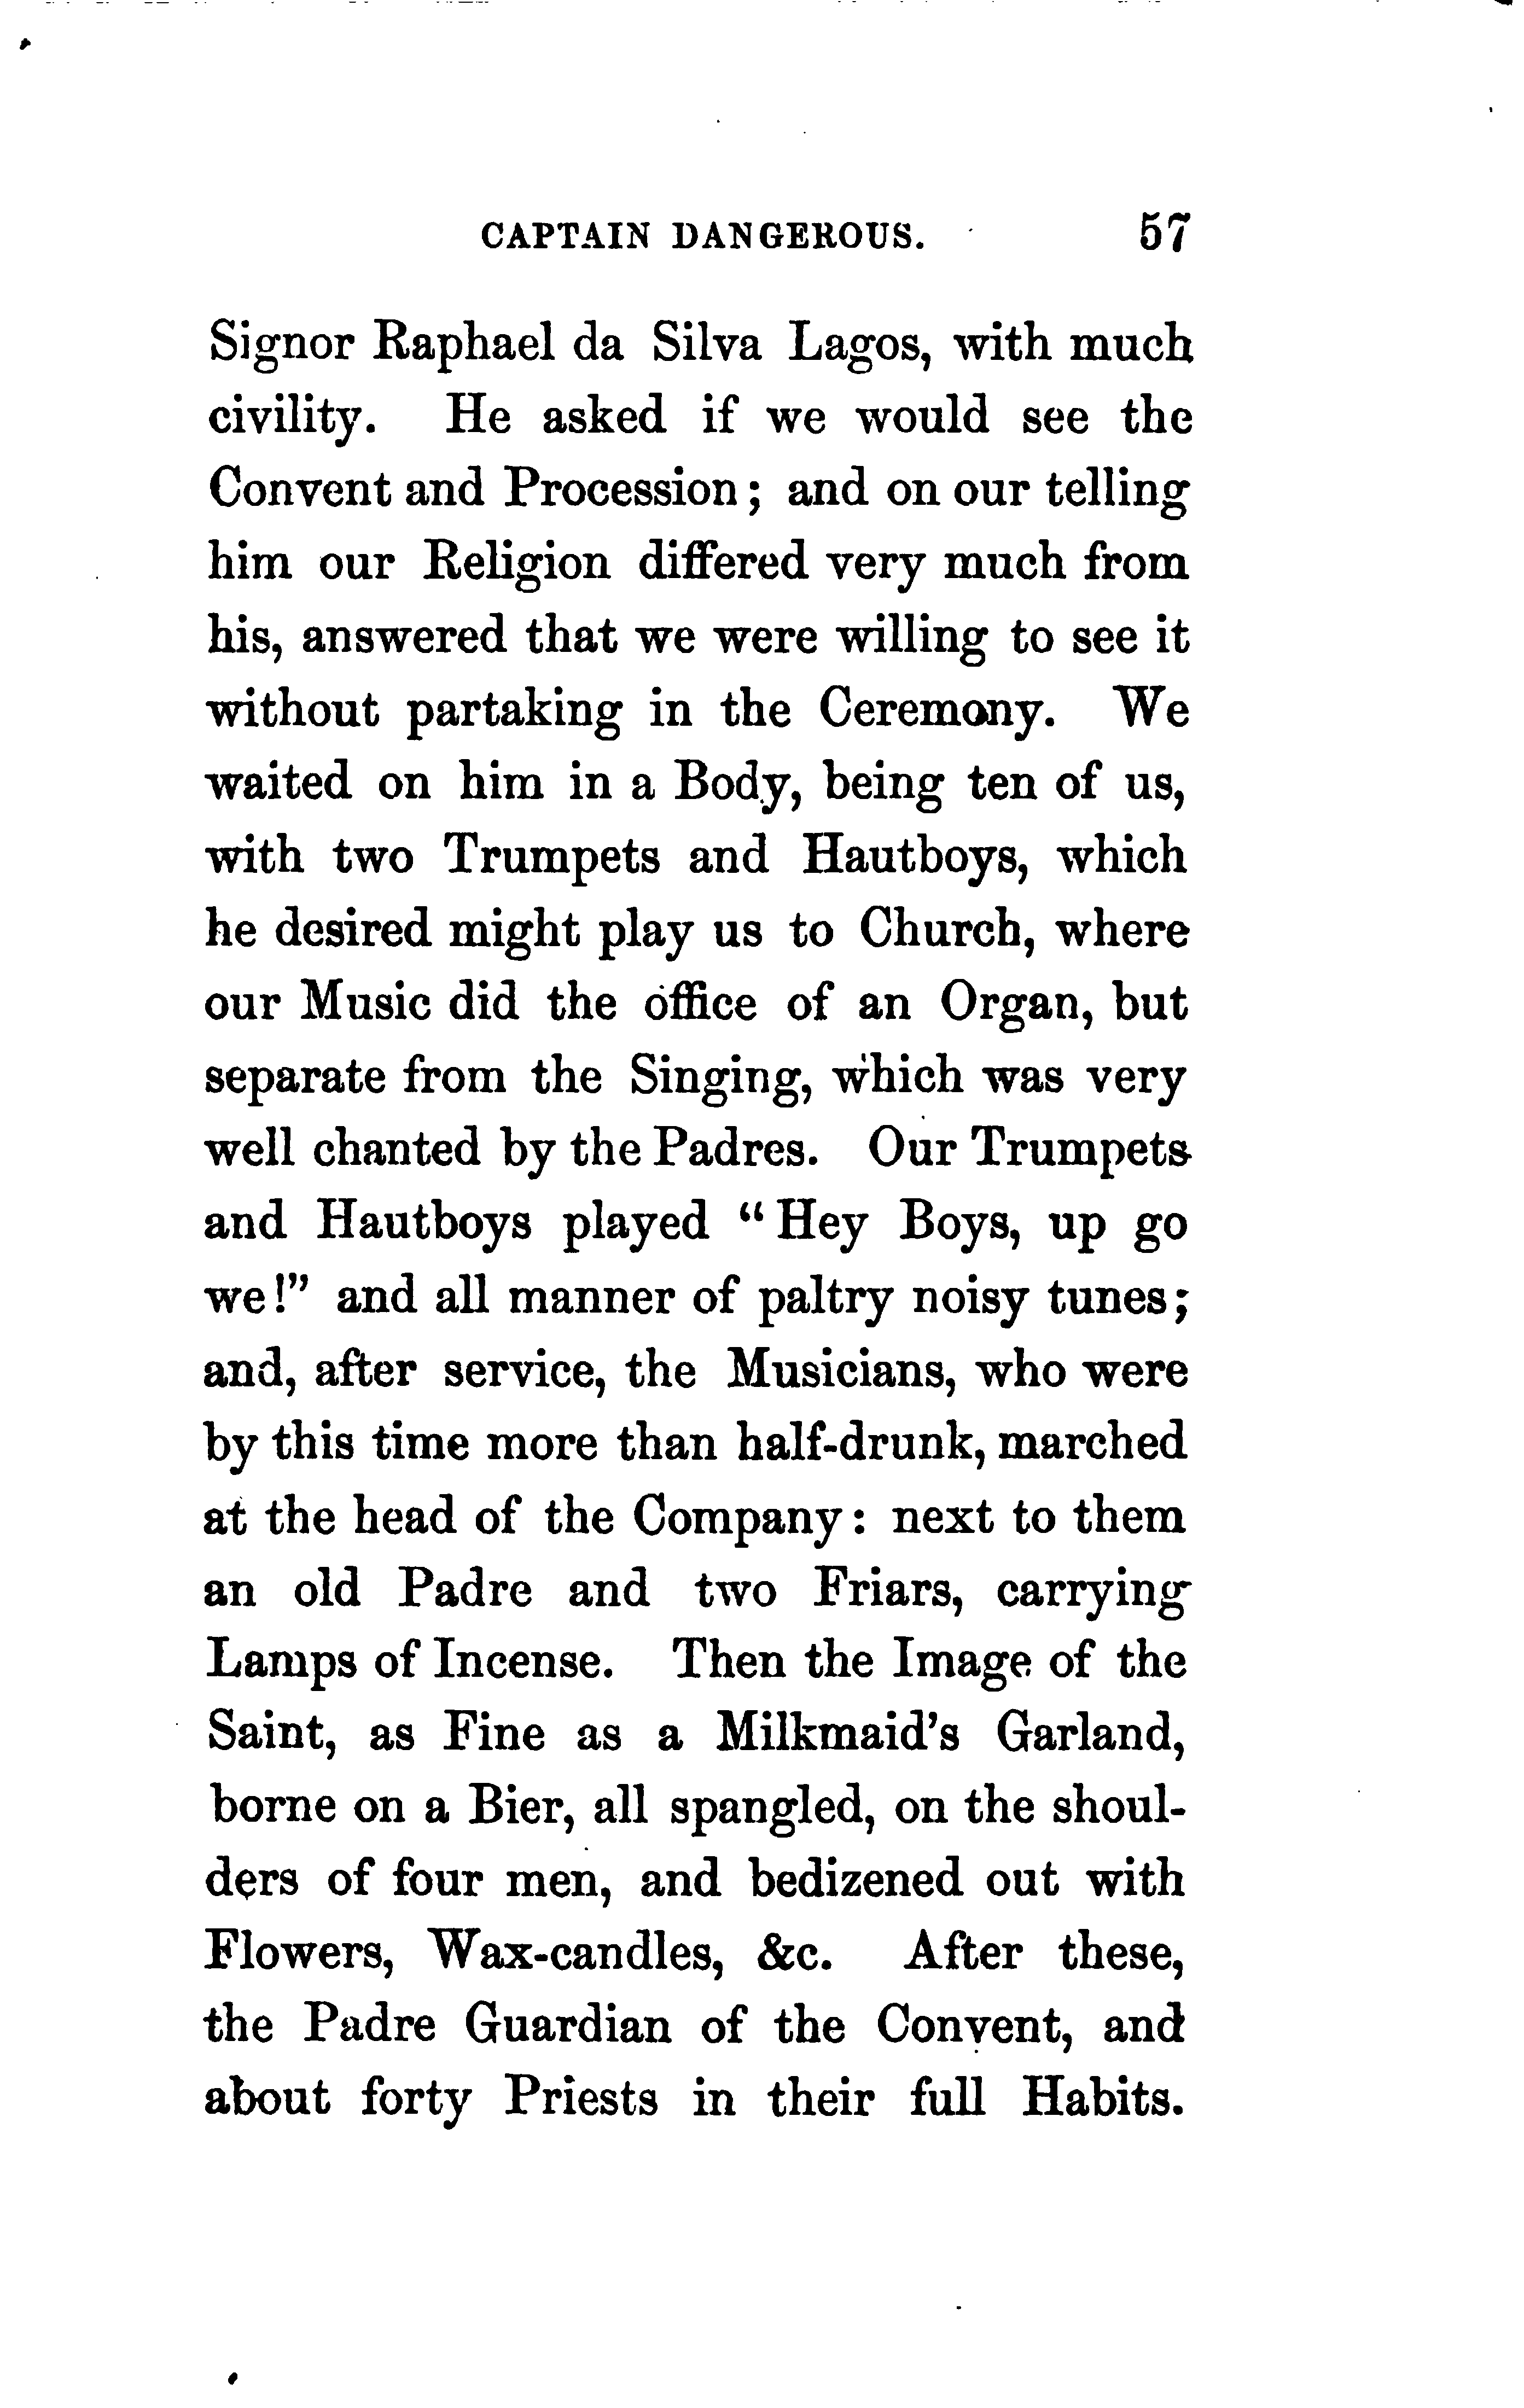 CAPTAIN DANGEROUS. 57
Signor Raphael da Silva Lagos, with much
civility. He asked if we would see the
Convent and Procession; and on our telling
him our Religion differed very much from
his, answered that we were willing to see it
without partaking in the Ceremony. We
waited on him in a Body, being ten of us,
with two Trumpets and Hautboys, which
he desired might play us to Church, where
our Music did the office of an Organ, but
separate from the Singing, which was very
well chanted by the Padres. Our Trumpets
and Hautboys played “Hey Boys, up go
we!” and all manner of paltry noisy tunes;
and, after service, the Musicians, who were
by this time more than half-drunk, marched
at the head of the Company: next to them
an old Padre and two Friars, carrying
Lamps of Incense. Then the Image of the
Saint, as Fine as a Milkmaid’s Garland,
borne on a Bier, all spangled, on the shoul-
ders of four men, and bedizened out with
Flowers, Wax-candles, &c. After these,
the Padre Guardian of the Convent, and
about forty Priests in their full Habits.